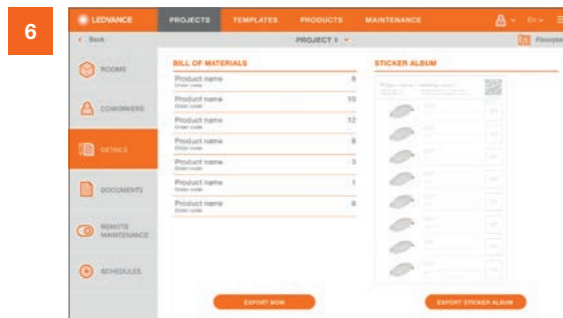 6
LEDVANCE PROJECTS TEMPLATES PRODUCTS MAINTENANCE En
Back PROJECT 1 Floorplan
ROOMS
COWORKERS
DETAILS
DOCUMENTS
REMOTE MAINTENANCE
SCHEDULES
BILL OF MATERIALS
Product name
Order code
Product name 10
Order code
Product name 12
Order code
Product name
Order code
Product name 3
Order code
Product name 1
Order code
Product name
Order code
EXPORT BOM
STICKER ALBUM
EXPORT STICKER ALBUM